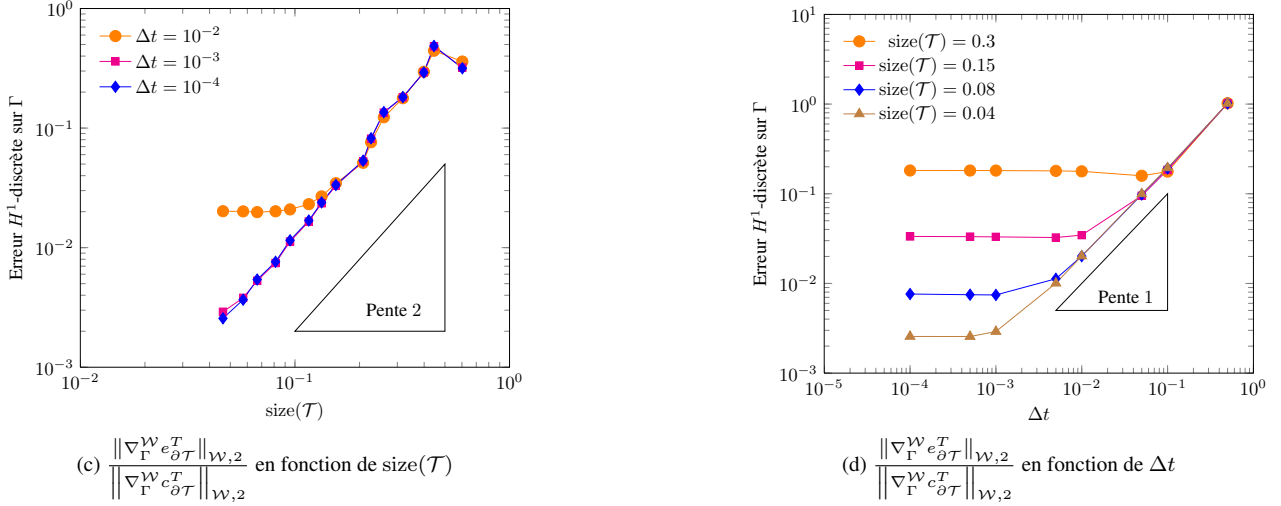 10^0
10^{-1}
10^{-2}
10^{-3}
Erreur H^1-discrète sur Γ
Δt = 10^{-2}
Δt = 10^{-3}
Δt = 10^{-4}
Pente 2
10^{-2} 10^{-1} 10^0
size(𝒯)
(c) ‖∇_Γ^𝒲 e_{∂𝒯}^T‖_{𝒲,2} / ‖∇_Γ^𝒲 c_{∂𝒯}^T‖_{𝒲,2} en fonction de size(𝒯)
10^1
10^0
10^{-1}
10^{-2}
10^{-3}
Erreur H^1-discrète sur Γ
size(𝒯) = 0.3
size(𝒯) = 0.15
size(𝒯) = 0.08
size(𝒯) = 0.04
Pente 1
10^{-5} 10^{-4} 10^{-3} 10^{-2} 10^{-1} 10^0
Δt
(d) ‖∇_Γ^𝒲 e_{∂𝒯}^T‖_{𝒲,2} / ‖∇_Γ^𝒲 c_{∂𝒯}^T‖_{𝒲,2} en fonction de Δt